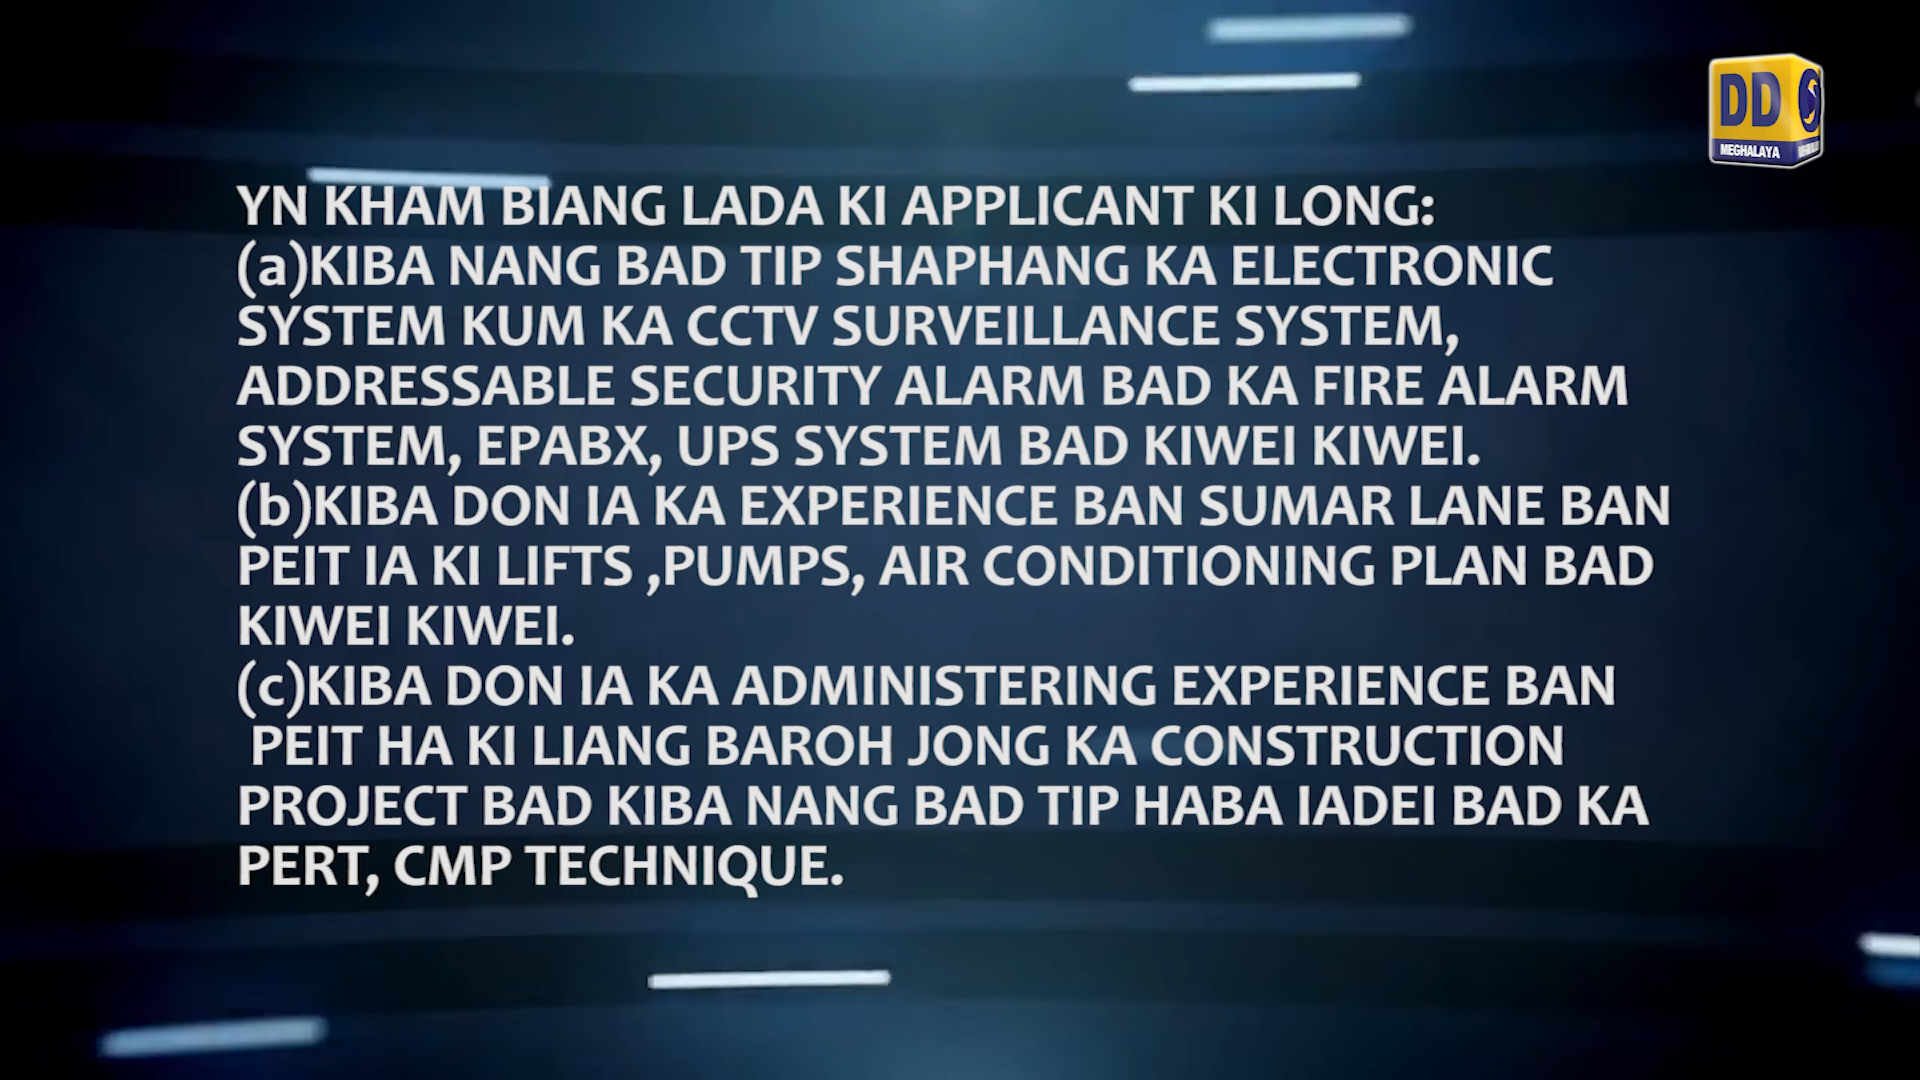 DD
MEGHALAYA
YN KHAM BIANG LADA KI APPLICANT KI LONG:
(a)KIBA NANG BAD TIP SHAPHANG KA ELECTRONIC
SYSTEM KUM KA CCTV SURVEILLANCE SYSTEM,
ADDRESSABLE SECURITY ALARM BAD KA FIRE ALARM
SYSTEM, EPABX, UPS SYSTEM BAD KIWEI KIWEI.
(b)KIBA DON IA KA EXPERIENCE BAN SUMAR LANE BAN
PEIT IA KI LIFTS ,PUMPS, AIR CONDITIONING PLAN BAD
KIWEI KIWEI.
(c)KIBA DON IA KA ADMINISTERING EXPERIENCE BAN
PEIT HA KI LIANG BAROH JONG KA CONSTRUCTION
PROJECT BAD KIBA NANG BAD TIP HABA IADEI BAD KA
PERT, CMP TECHNIQUE.